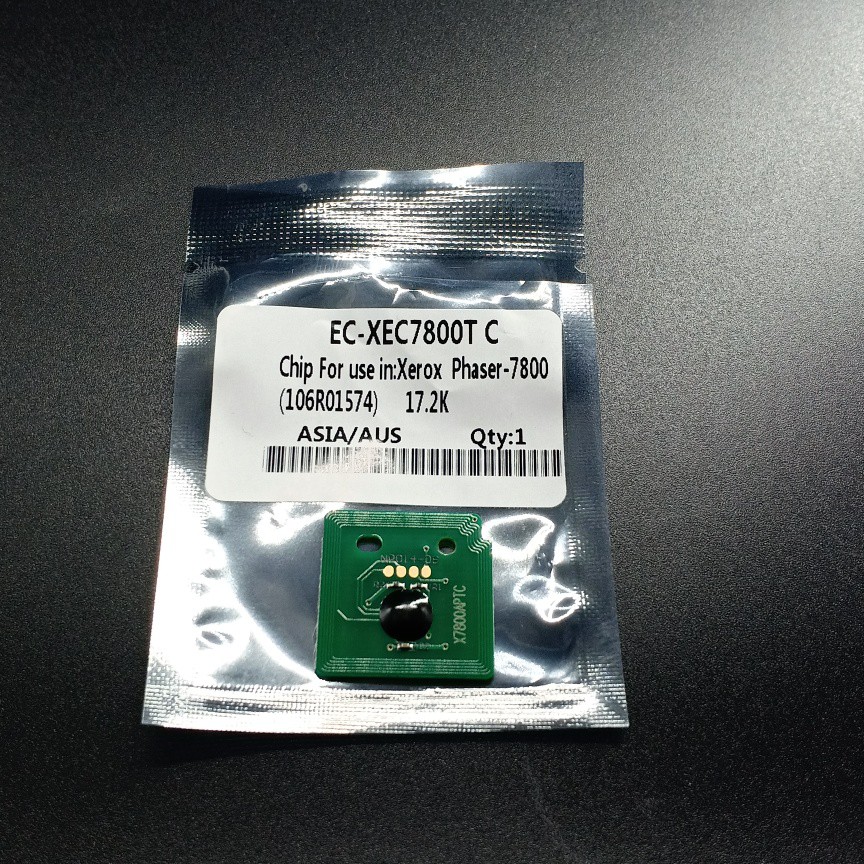 EC-XEC7800T C
Chip For use in:Xerox Phaser-7800
(106R01574) 17.2K
ASIA/AUS Qty:1
X7800APTC